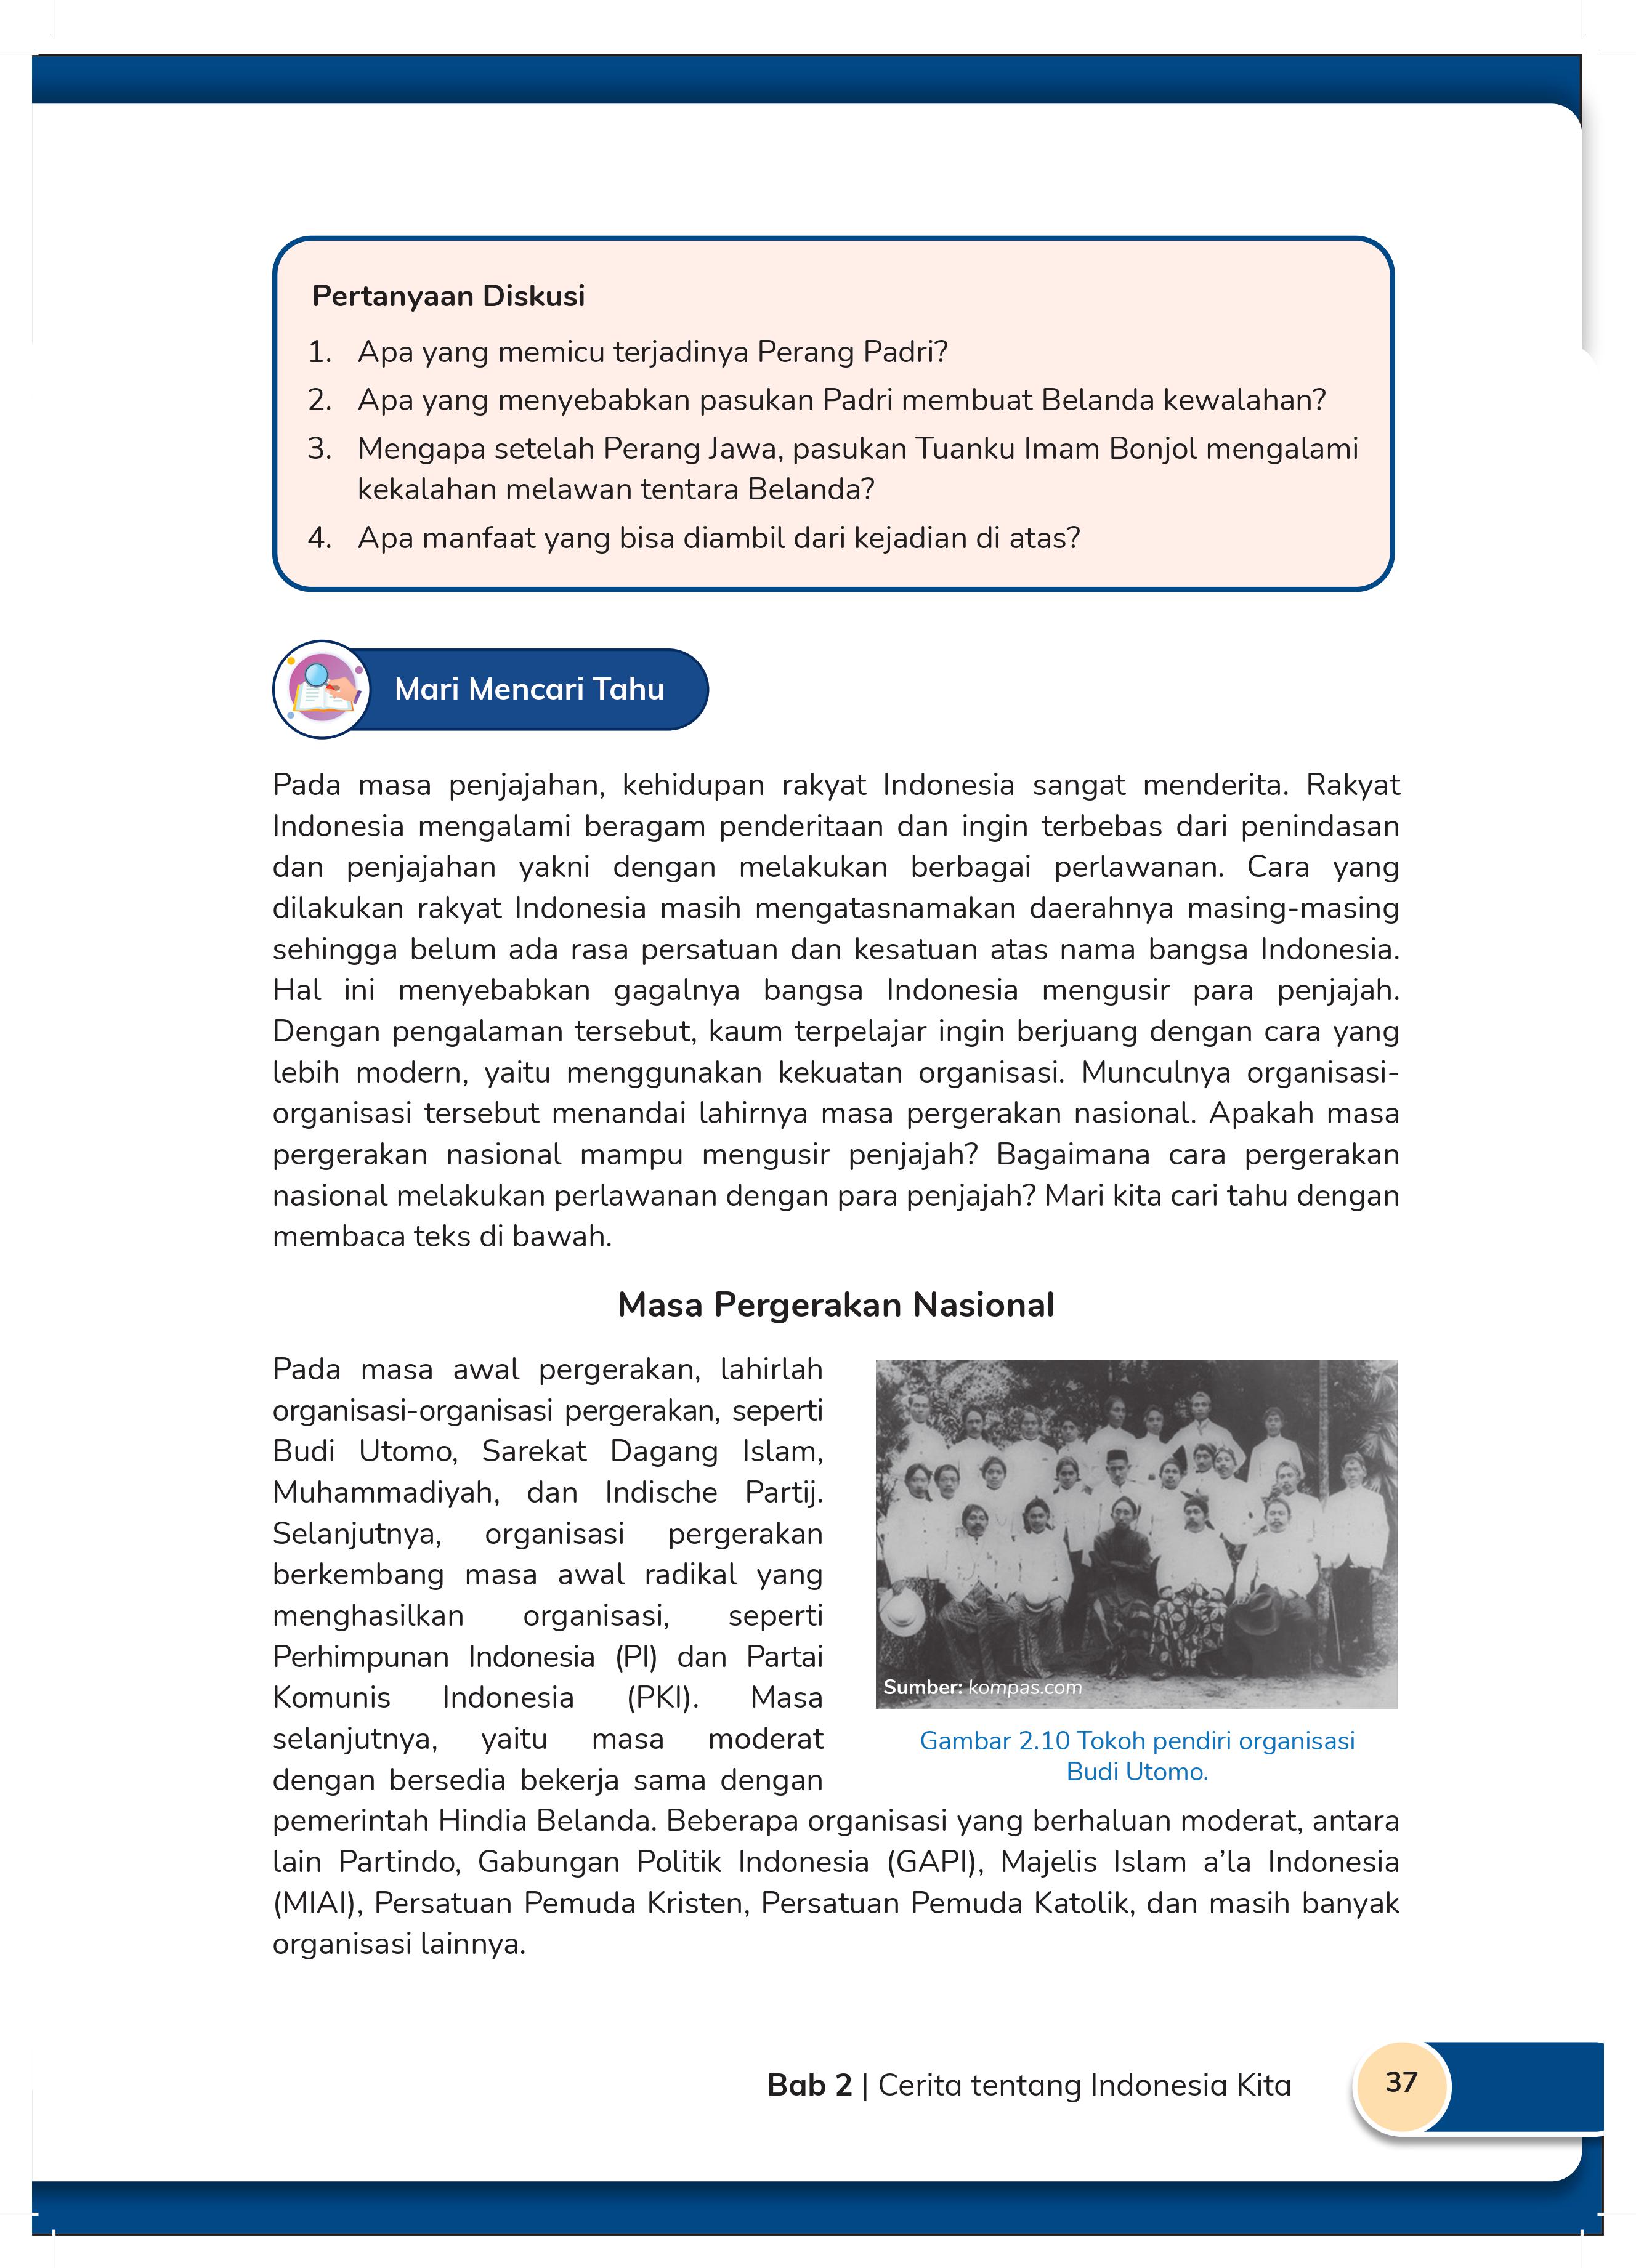 Pertanyaan Diskusi
1. Apa yang memicu terjadinya Perang Padri?
2. Apa yang menyebabkan pasukan Padri membuat Belanda kewalahan?
3. Mengapa setelah Perang Jawa, pasukan Tuanku Imam Bonjol mengalami
kekalahan melawan tentara Belanda?
4. Apa manfaat yang bisa diambil dari kejadian di atas?
Mari Mencari Tahu
Pada masa penjajahan, kehidupan rakyat Indonesia sangat menderita. Rakyat
Indonesia mengalami beragam penderitaan dan ingin terbebas dari penindasan
dan penjajahan yakni dengan melakukan berbagai perlawanan. Cara yang
dilakukan rakyat Indonesia masih mengatasnamakan daerahnya masing-masing
sehingga belum ada rasa persatuan dan kesatuan atas nama bangsa Indonesia.
Hal ini menyebabkan gagalnya bangsa Indonesia mengusir para penjajah.
Dengan pengalaman tersebut, kaum terpelajar ingin berjuang dengan cara yang
lebih modern, yaitu menggunakan kekuatan organisasi. Munculnya organisasi-
organisasi tersebut menandai lahirnya masa pergerakan nasional. Apakah masa
pergerakan nasional mampu mengusir penjajah? Bagaimana cara pergerakan
nasional melakukan perlawanan dengan para penjajah? Mari kita cari tahu dengan
membaca teks di bawah.
Masa Pergerakan Nasional
Pada masa awal pergerakan, lahirlah
organisasi-organisasi pergerakan, seperti
Budi Utomo, Sarekat Dagang Islam,
Muhammadiyah, dan Indische Partij.
Selanjutnya, organisasi pergerakan
berkembang masa awal radikal yang
menghasilkan organisasi, seperti
Perhimpunan Indonesia (PI) dan Partai
Komunis Indonesia (PKI). Masa
selanjutnya, yaitu masa moderat
dengan bersedia bekerja sama dengan
pemerintah Hindia Belanda. Beberapa organisasi yang berhaluan moderat, antara
lain Partindo, Gabungan Politik Indonesia (GAPI), Majelis Islam a’la Indonesia
(MIAI), Persatuan Pemuda Kristen, Persatuan Pemuda Katolik, dan masih banyak
organisasi lainnya.
Sumber: kompas.com
Gambar 2.10 Tokoh pendiri organisasi
Budi Utomo.
Bab 2 | Cerita tentang Indonesia Kita
37